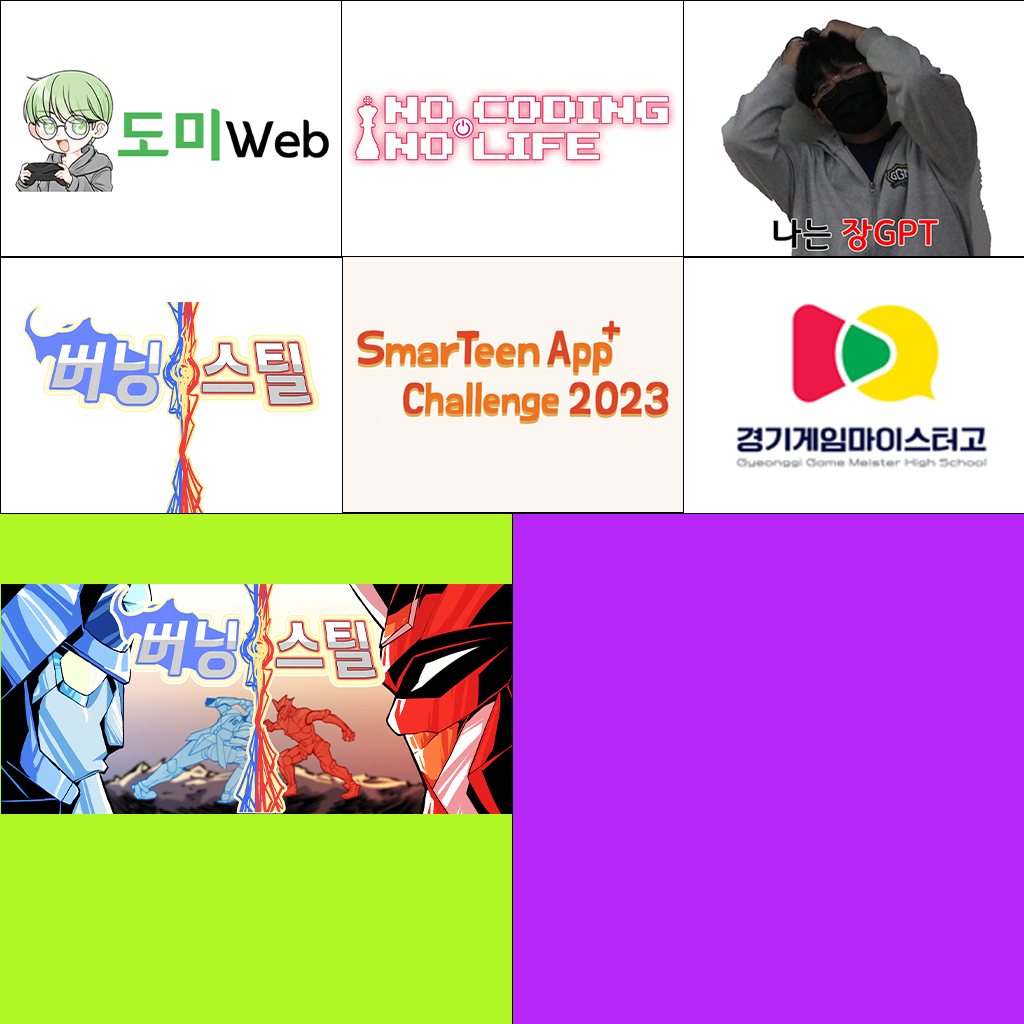 도미Web
NO CODING
NO LIFE
GGM
나는 장GPT
버닝스틸
SmarTeen App+
Challenge 2023
경기게임마이스터고
Gyeonggi Game Meister High School
버닝스틸